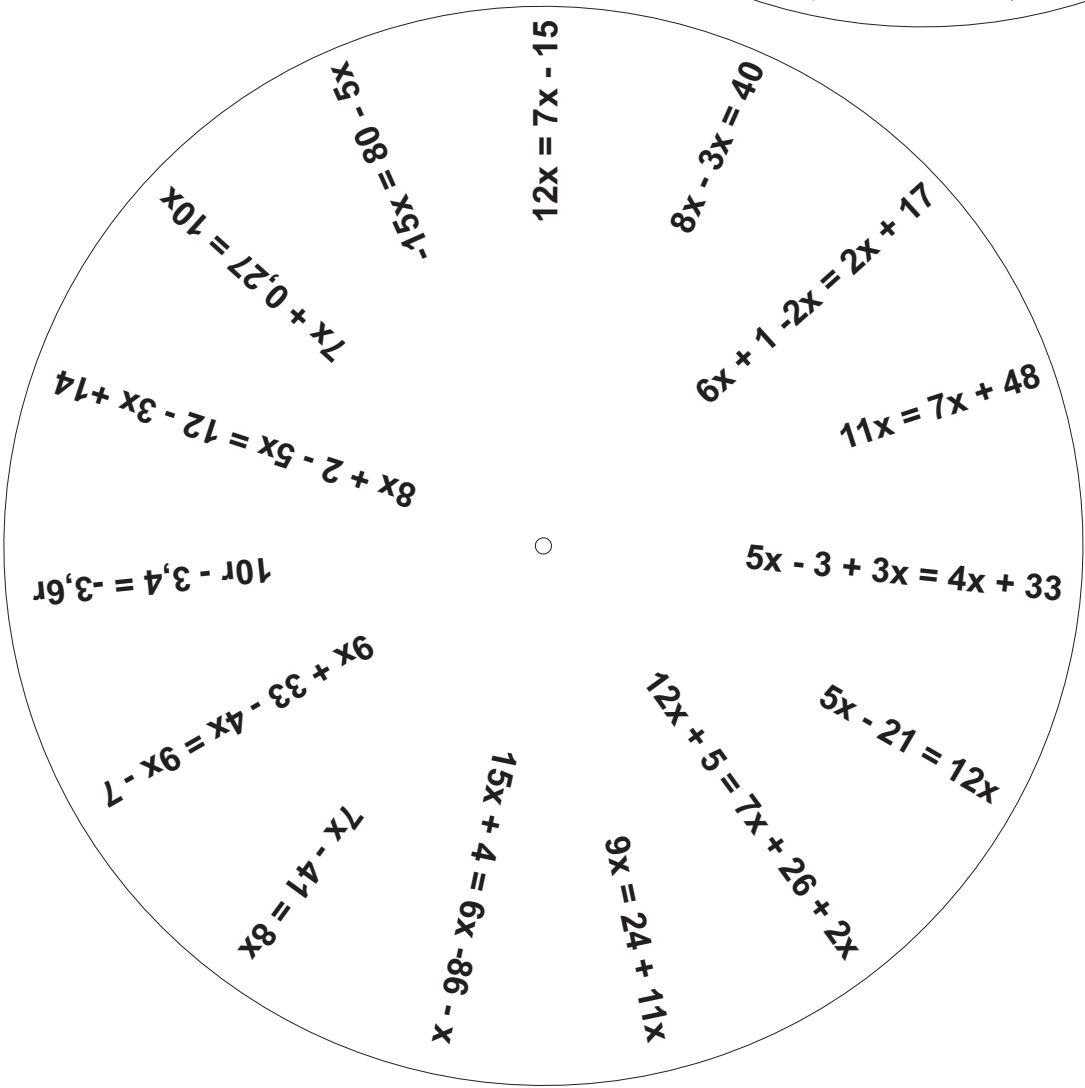 12x = 7x - 15
8x - 3x = 40
6x + 1 -2x = 2x + 17
11x = 7x + 48
5x - 3 + 3x = 4x + 33
5x - 21 = 12x
12x + 5 = 7x + 26 + 2x
9x = 24 + 11x
15x + 4 = 6x -86 - x
7x - 41 = 8x
9x + 33 - 4x = 9x - 7
10r - 3,4 = -3,6r
8x + 2 - 5x = 12 - 3x +14
7x + 0,27 = 10x
-15x = 80 - 5x